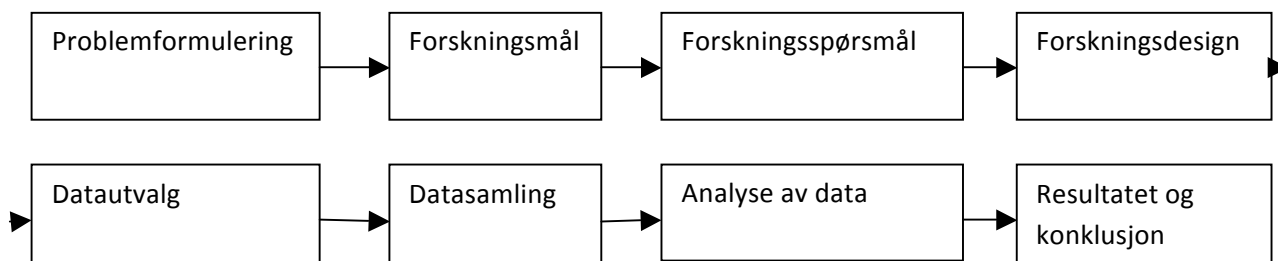 Problemformulering
Forskningsmål
Forskningsspørsmål
Forskningsdesign
Datautvalg
Datasamling
Analyse av data
Resultatet og
konklusjon